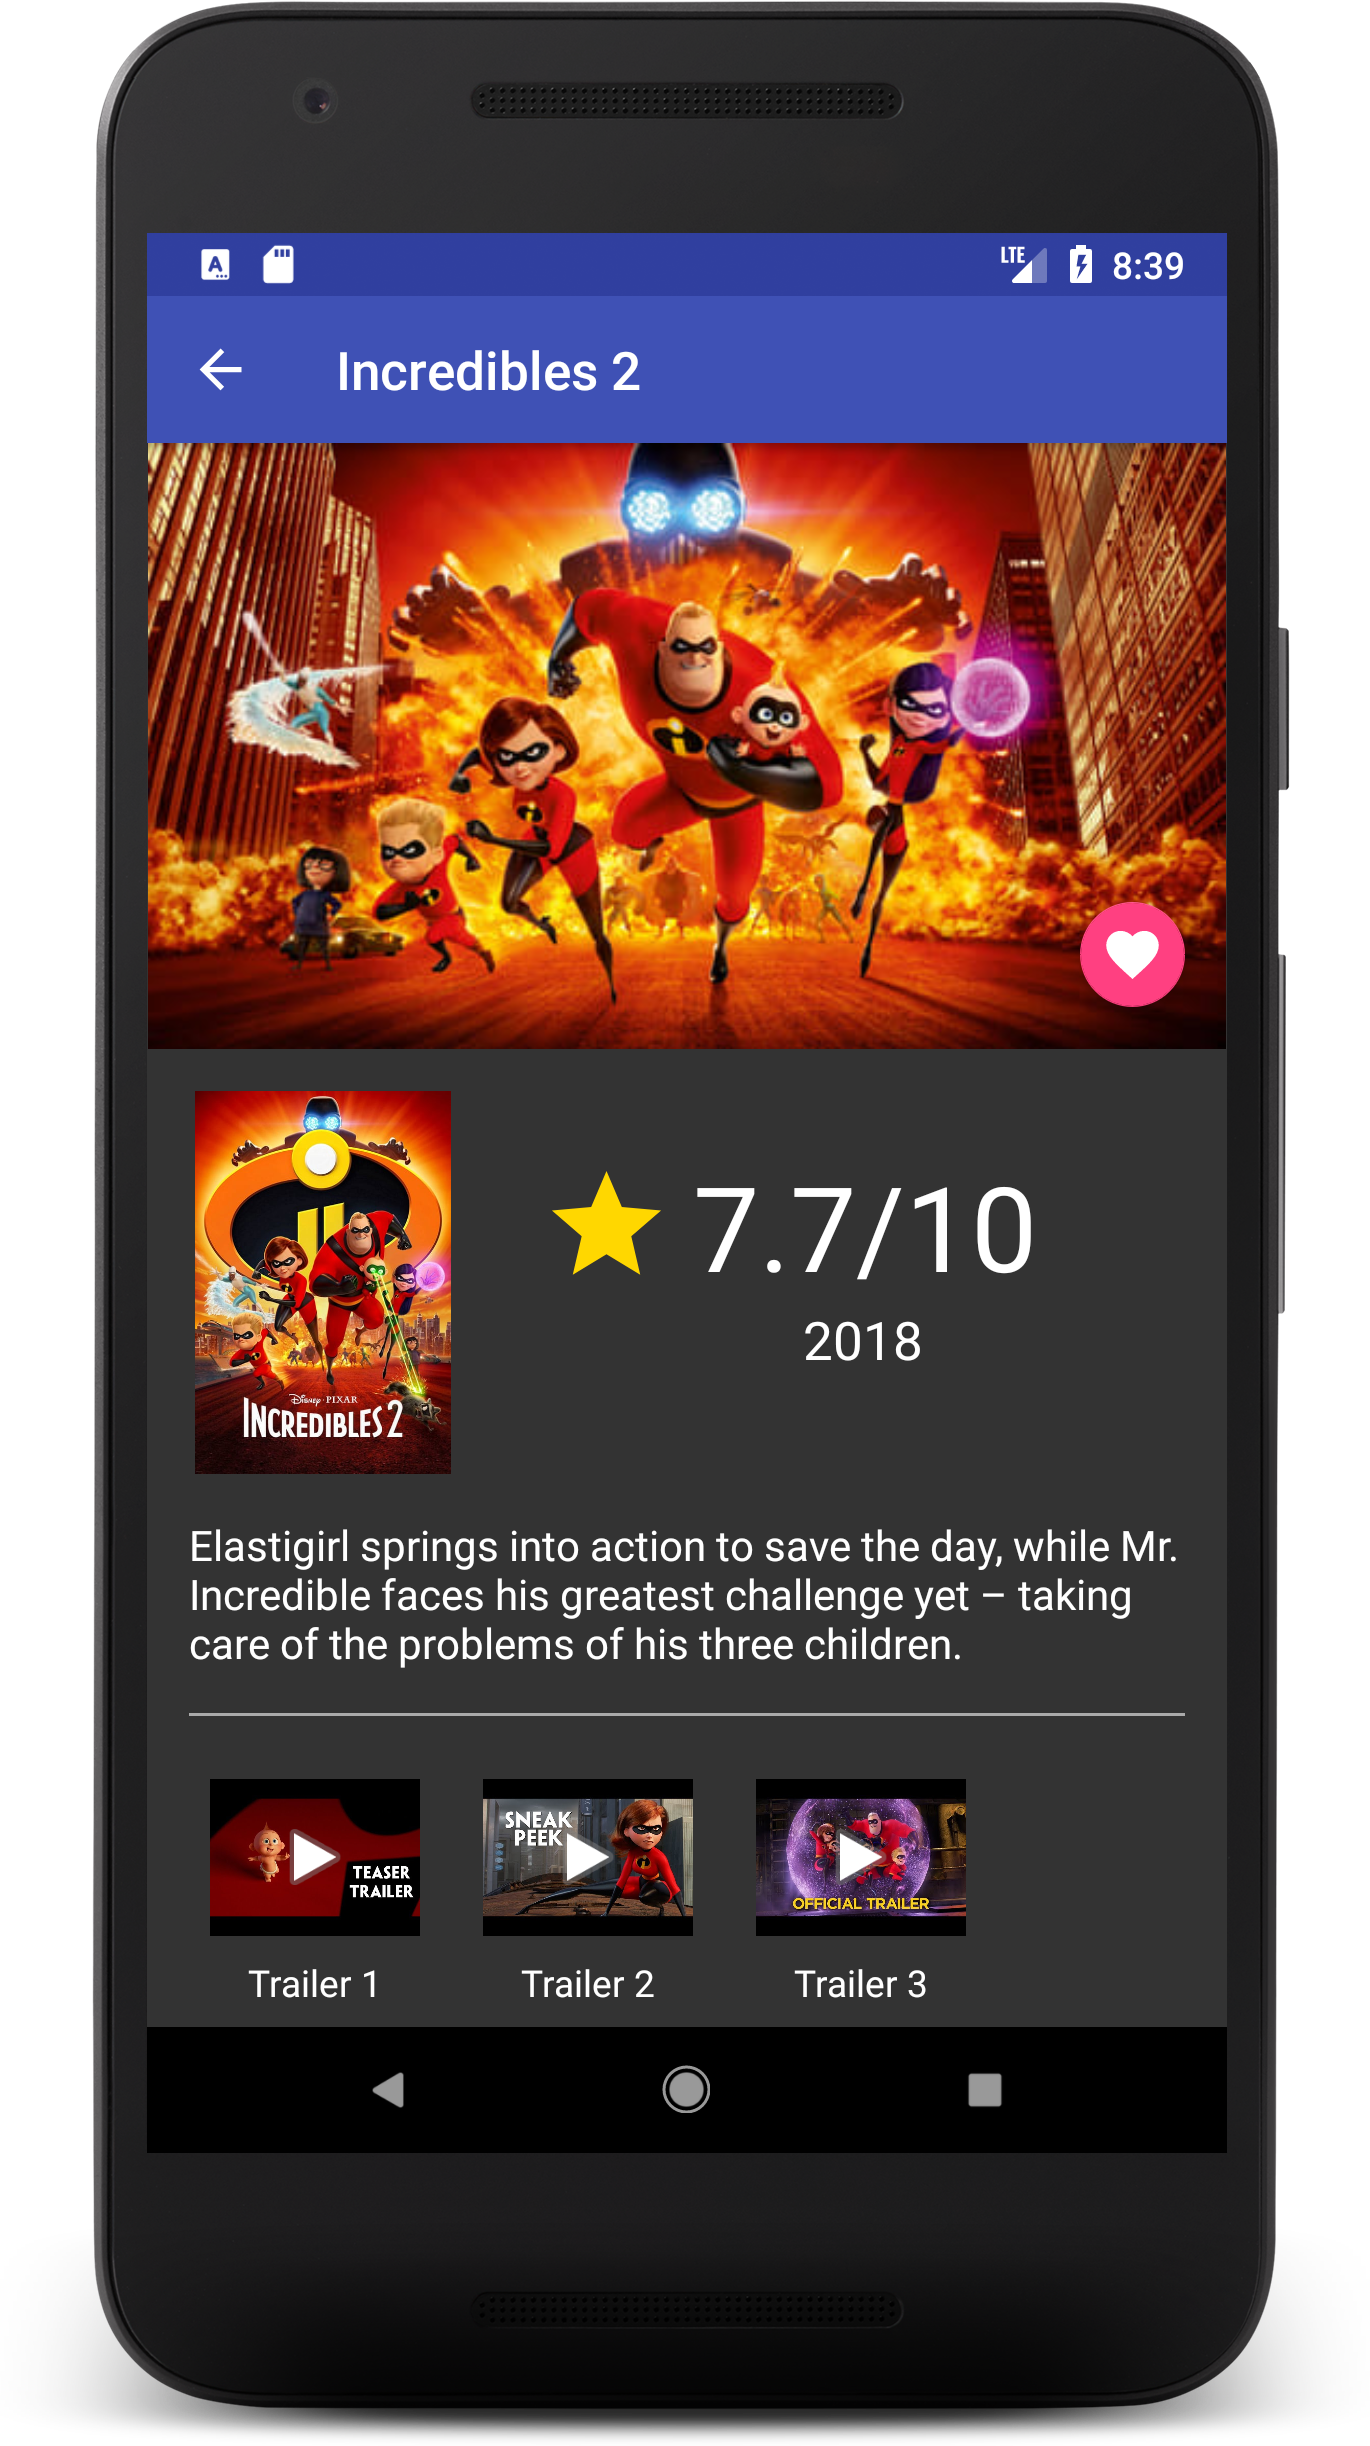 LTE 8:39
Incredibles 2
7.7/10
2018
Disney·PIXAR
INCREDIBLES 2
Elastigirl springs into action to save the day, while Mr.
Incredible faces his greatest challenge yet – taking
care of the problems of his three children.
TEASER
TRAILER
SNEAK
PEEK
OFFICIAL TRAILER
Trailer 1
Trailer 2
Trailer 3